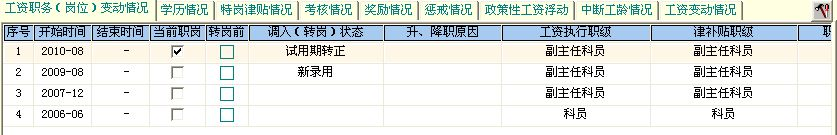 工资职务（岗位）变动情况 学历情况 特岗津贴情况 考核情况 奖励情况 惩戒情况 政策性工资浮动 中断工龄情况 工资变动情况
序号 开始时间 结束时间 当前职岗 转岗前 调入（转岗）状态 升、降职原因 工资执行职级 津补贴职级
1 2010-08 - 试用期转正 副主任科员 副主任科员
2 2009-08 - 新录用 副主任科员 副主任科员
3 2007-12 - 副主任科员 副主任科员
4 2006-06 - 科员 科员